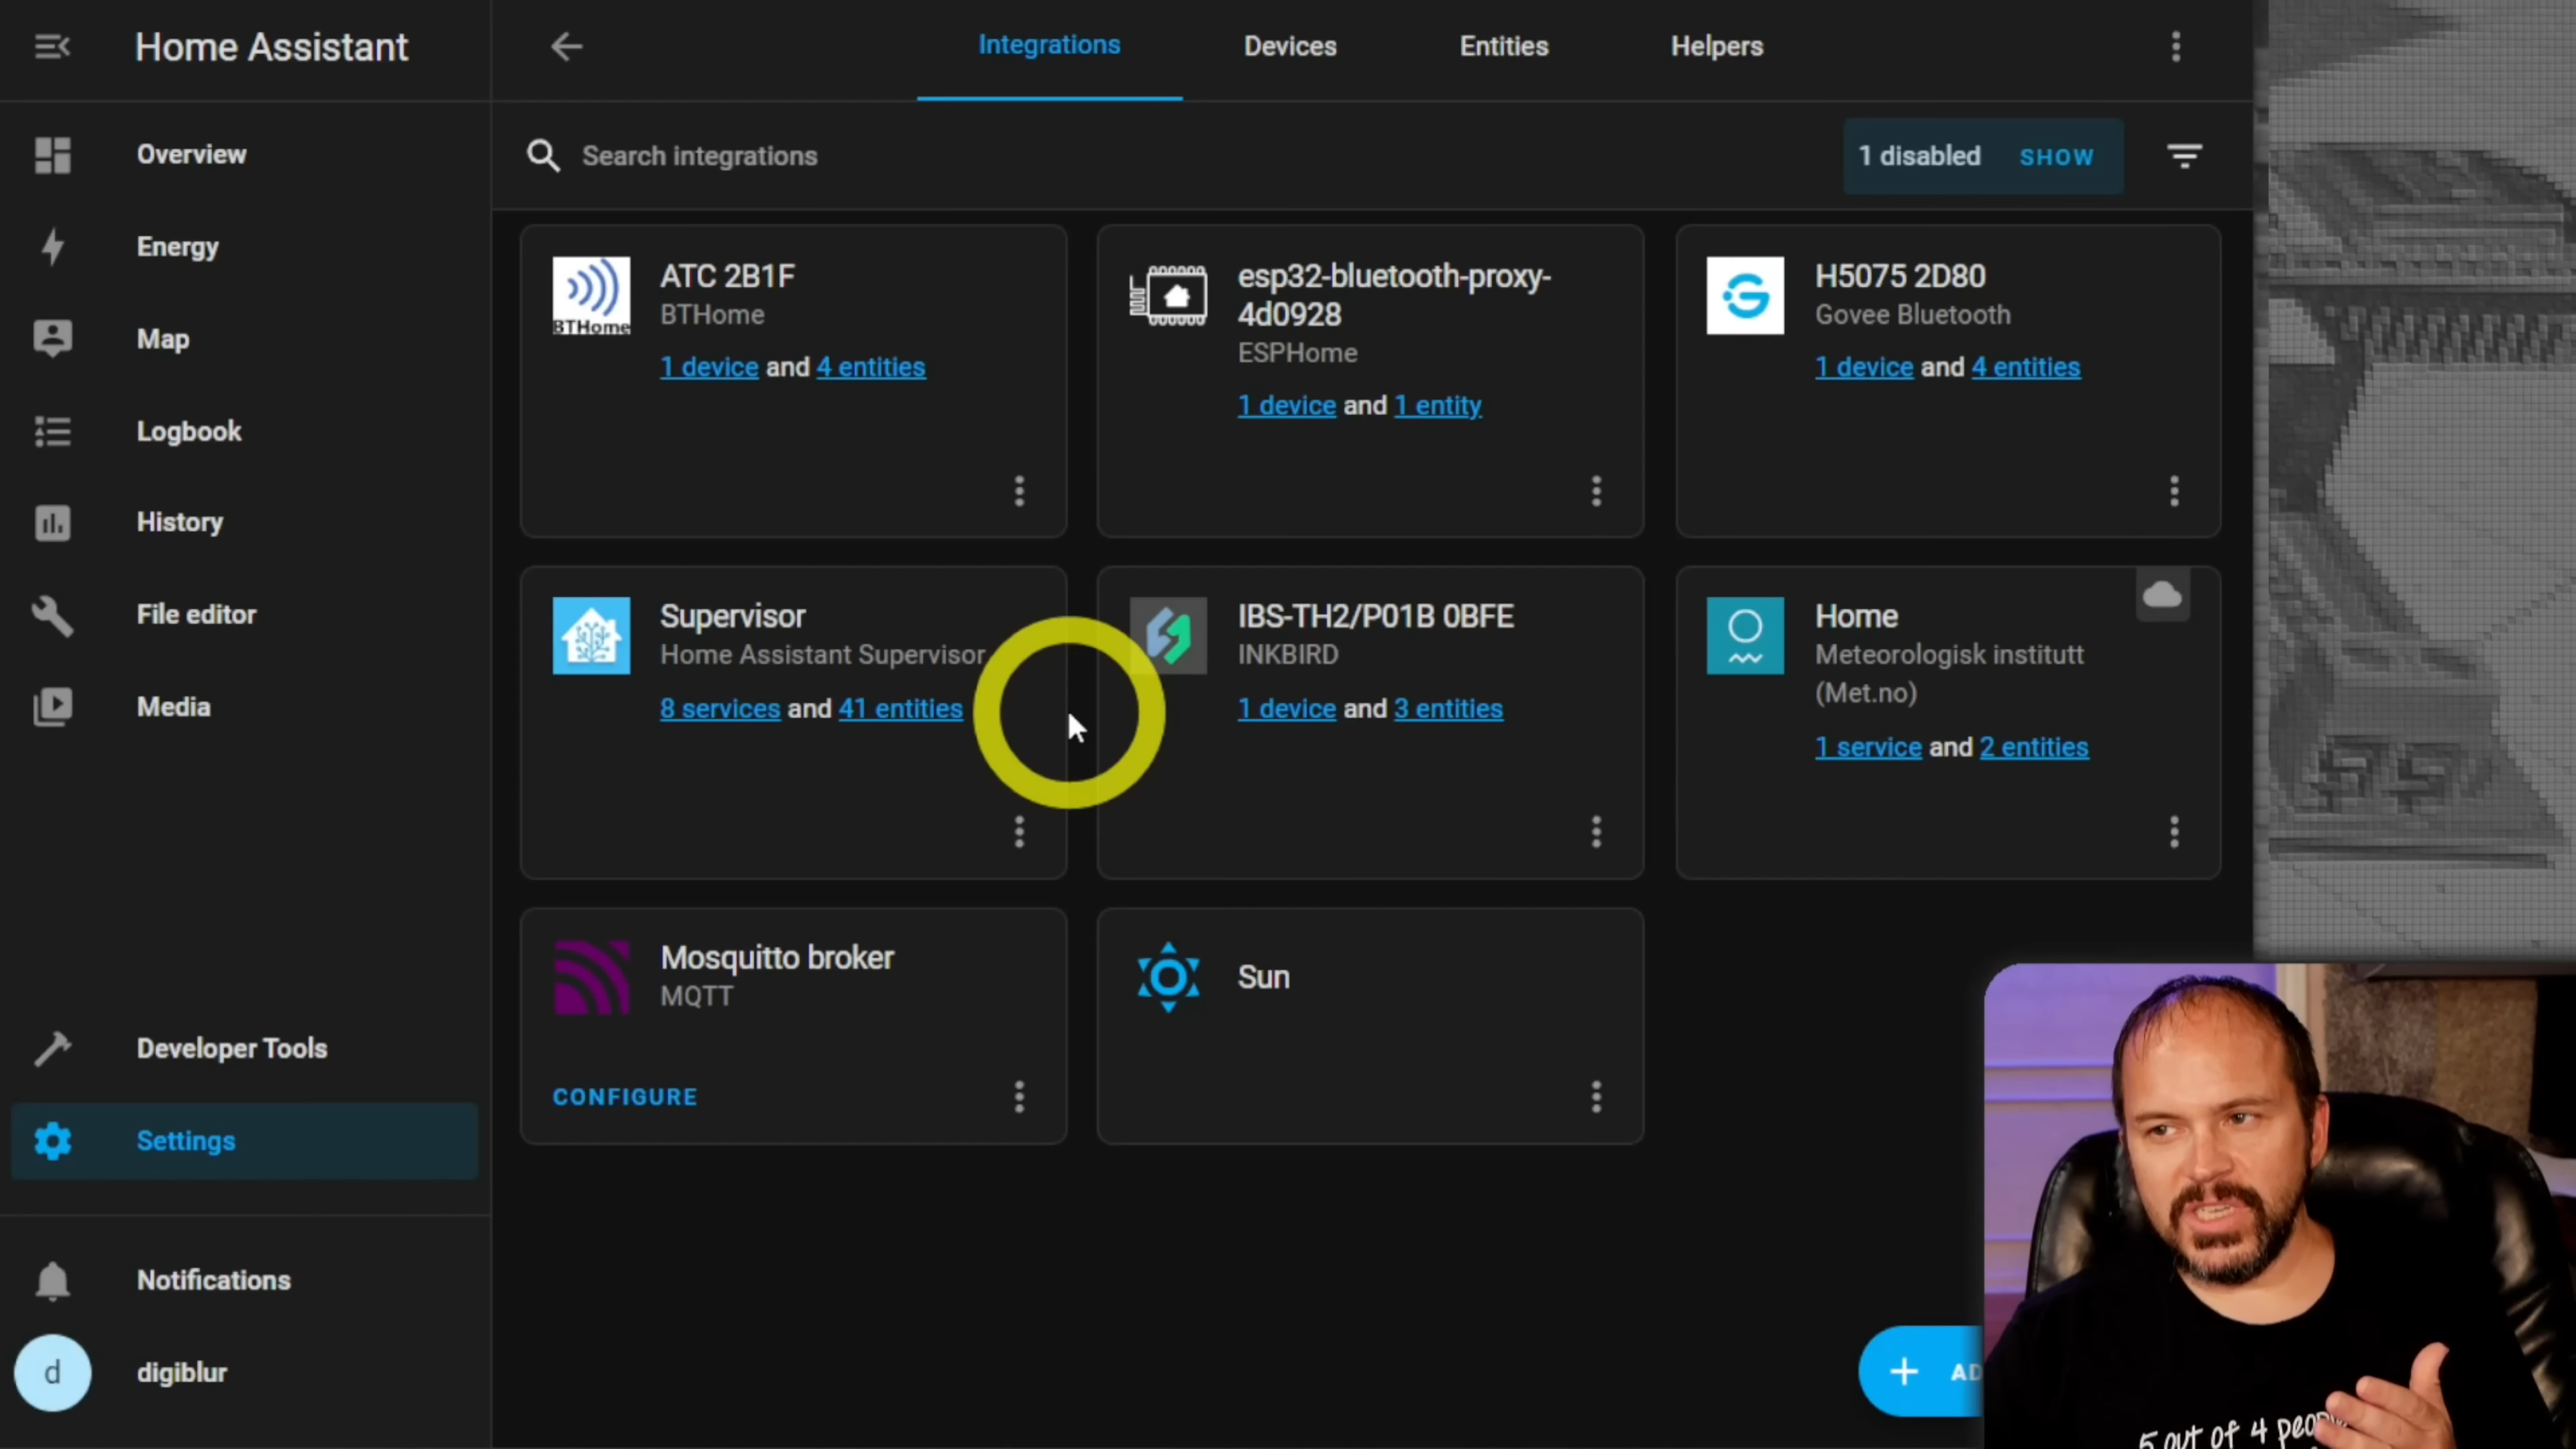 Home Assistant
Integrations
Devices
Entities
Helpers
Search integrations
1 disabled SHOW
Overview
Energy
Map
Logbook
History
File editor
Media
Developer Tools
Settings
Notifications
d digiblur
BTHome
ATC 2B1F
BTHome
1 device and 4 entities
esp32-bluetooth-proxy-
4d0928
ESPHome
1 device and 1 entity
H5075 2D80
Govee Bluetooth
1 device and 4 entities
Supervisor
Home Assistant Supervisor
8 services and 41 entities
IBS-TH2/P01B 0BFE
INKBIRD
1 device and 3 entities
Home
Meteorologisk institutt
(Met.no)
1 service and 2 entities
Mosquitto broker
MQTT
CONFIGURE
Sun
5 out of 4